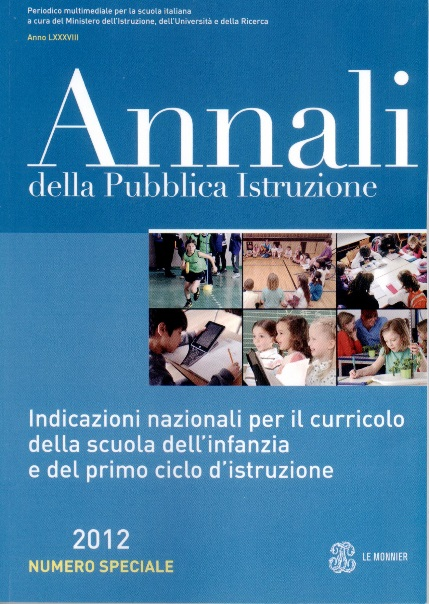 Periodico multimediale per la scuola italiana
a cura del Ministero dell'Istruzione, dell'Università e della Ricerca
Anno LXXXVIII
Annali
della Pubblica Istruzione
Indicazioni nazionali per il curricolo
della scuola dell'infanzia
e del primo ciclo d'istruzione
2012
NUMERO SPECIALE
LE MONNIER